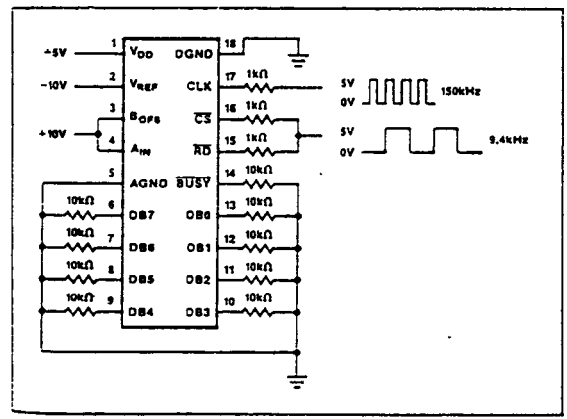 +5V 1 VDD DGND 18
-10V 2 VREF CLK 17 1kΩ 5V 0V 150kHz
3 BOFS CS 16 1kΩ
+10V 4 AIN RD 15 1kΩ 5V 0V 9.4kHz
5 AGND BUSY 14 10kΩ
10kΩ 6 DB7 DB0 13 10kΩ
10kΩ 7 DB6 DB1 12 10kΩ
10kΩ 8 DB5 DB2 11 10kΩ
10kΩ 9 DB4 DB3 10 10kΩ